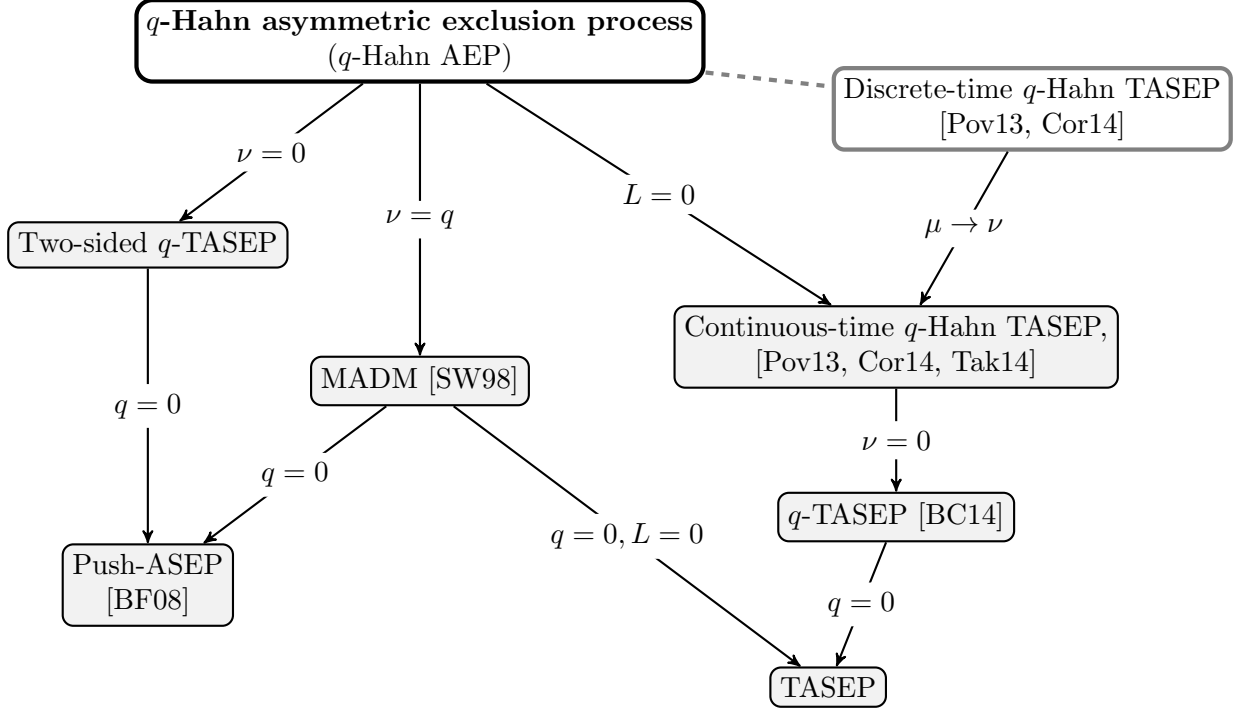 q-Hahn asymmetric exclusion process
(q-Hahn AEP)
Discrete-time q-Hahn TASEP
[Pov13, Cor14]
ν = 0
L = 0
ν = q
μ → ν
Two-sided q-TASEP
Continuous-time q-Hahn TASEP,
[Pov13, Cor14, Tak14]
MADM [SW98]
q = 0
ν = 0
q = 0
q-TASEP [BC14]
q = 0, L = 0
Push-ASEP
[BF08]
q = 0
TASEP